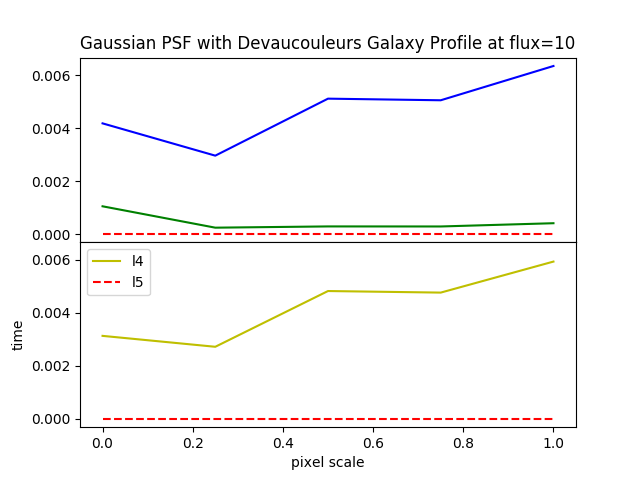 Gaussian PSF with Devaucouleurs Galaxy Profile at flux=10
0.006
0.004
0.002
0.000
0.006
0.004
0.002
0.000
time
l4
l5
0.0 0.2 0.4 0.6 0.8 1.0
pixel scale